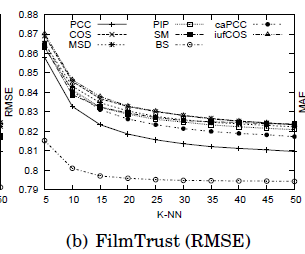 0.88
0.87
0.86
0.85
0.84
0.83
0.82
0.81
0.8
0.79
RMSE
PCC PIP caPCC
COS SM iufCOS
MSD BS
5 10 15 20 25 30 35 40 45 50
K-NN
50
MAE
(b) FilmTrust (RMSE)